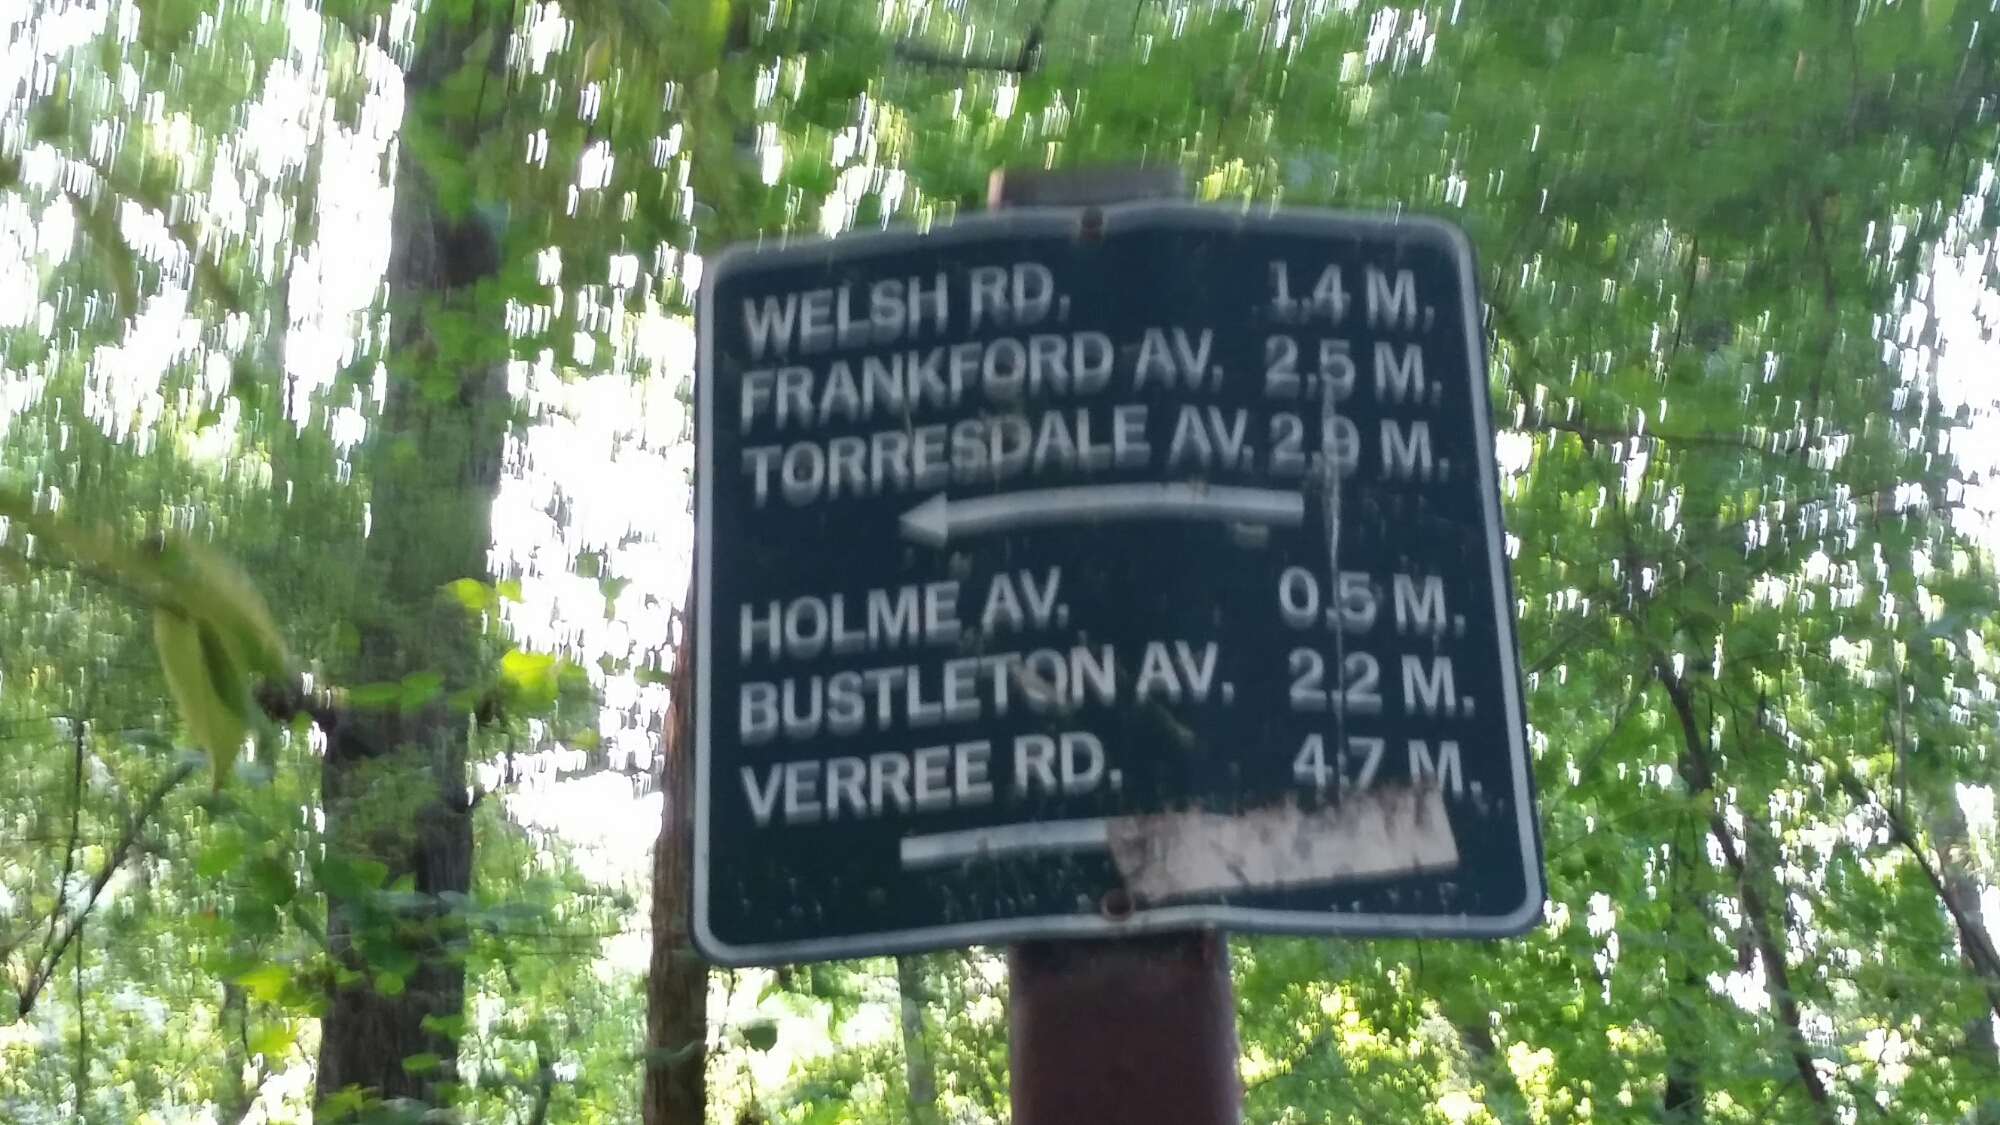 WELSH RD. 1.4 M.
FRANKFORD AV. 2.5 M.
TORRESDALE AV. 2.9 M.
HOLME AV. 0.5 M.
BUSTLETON AV. 2.2 M.
VERREE RD. 4.7 M.